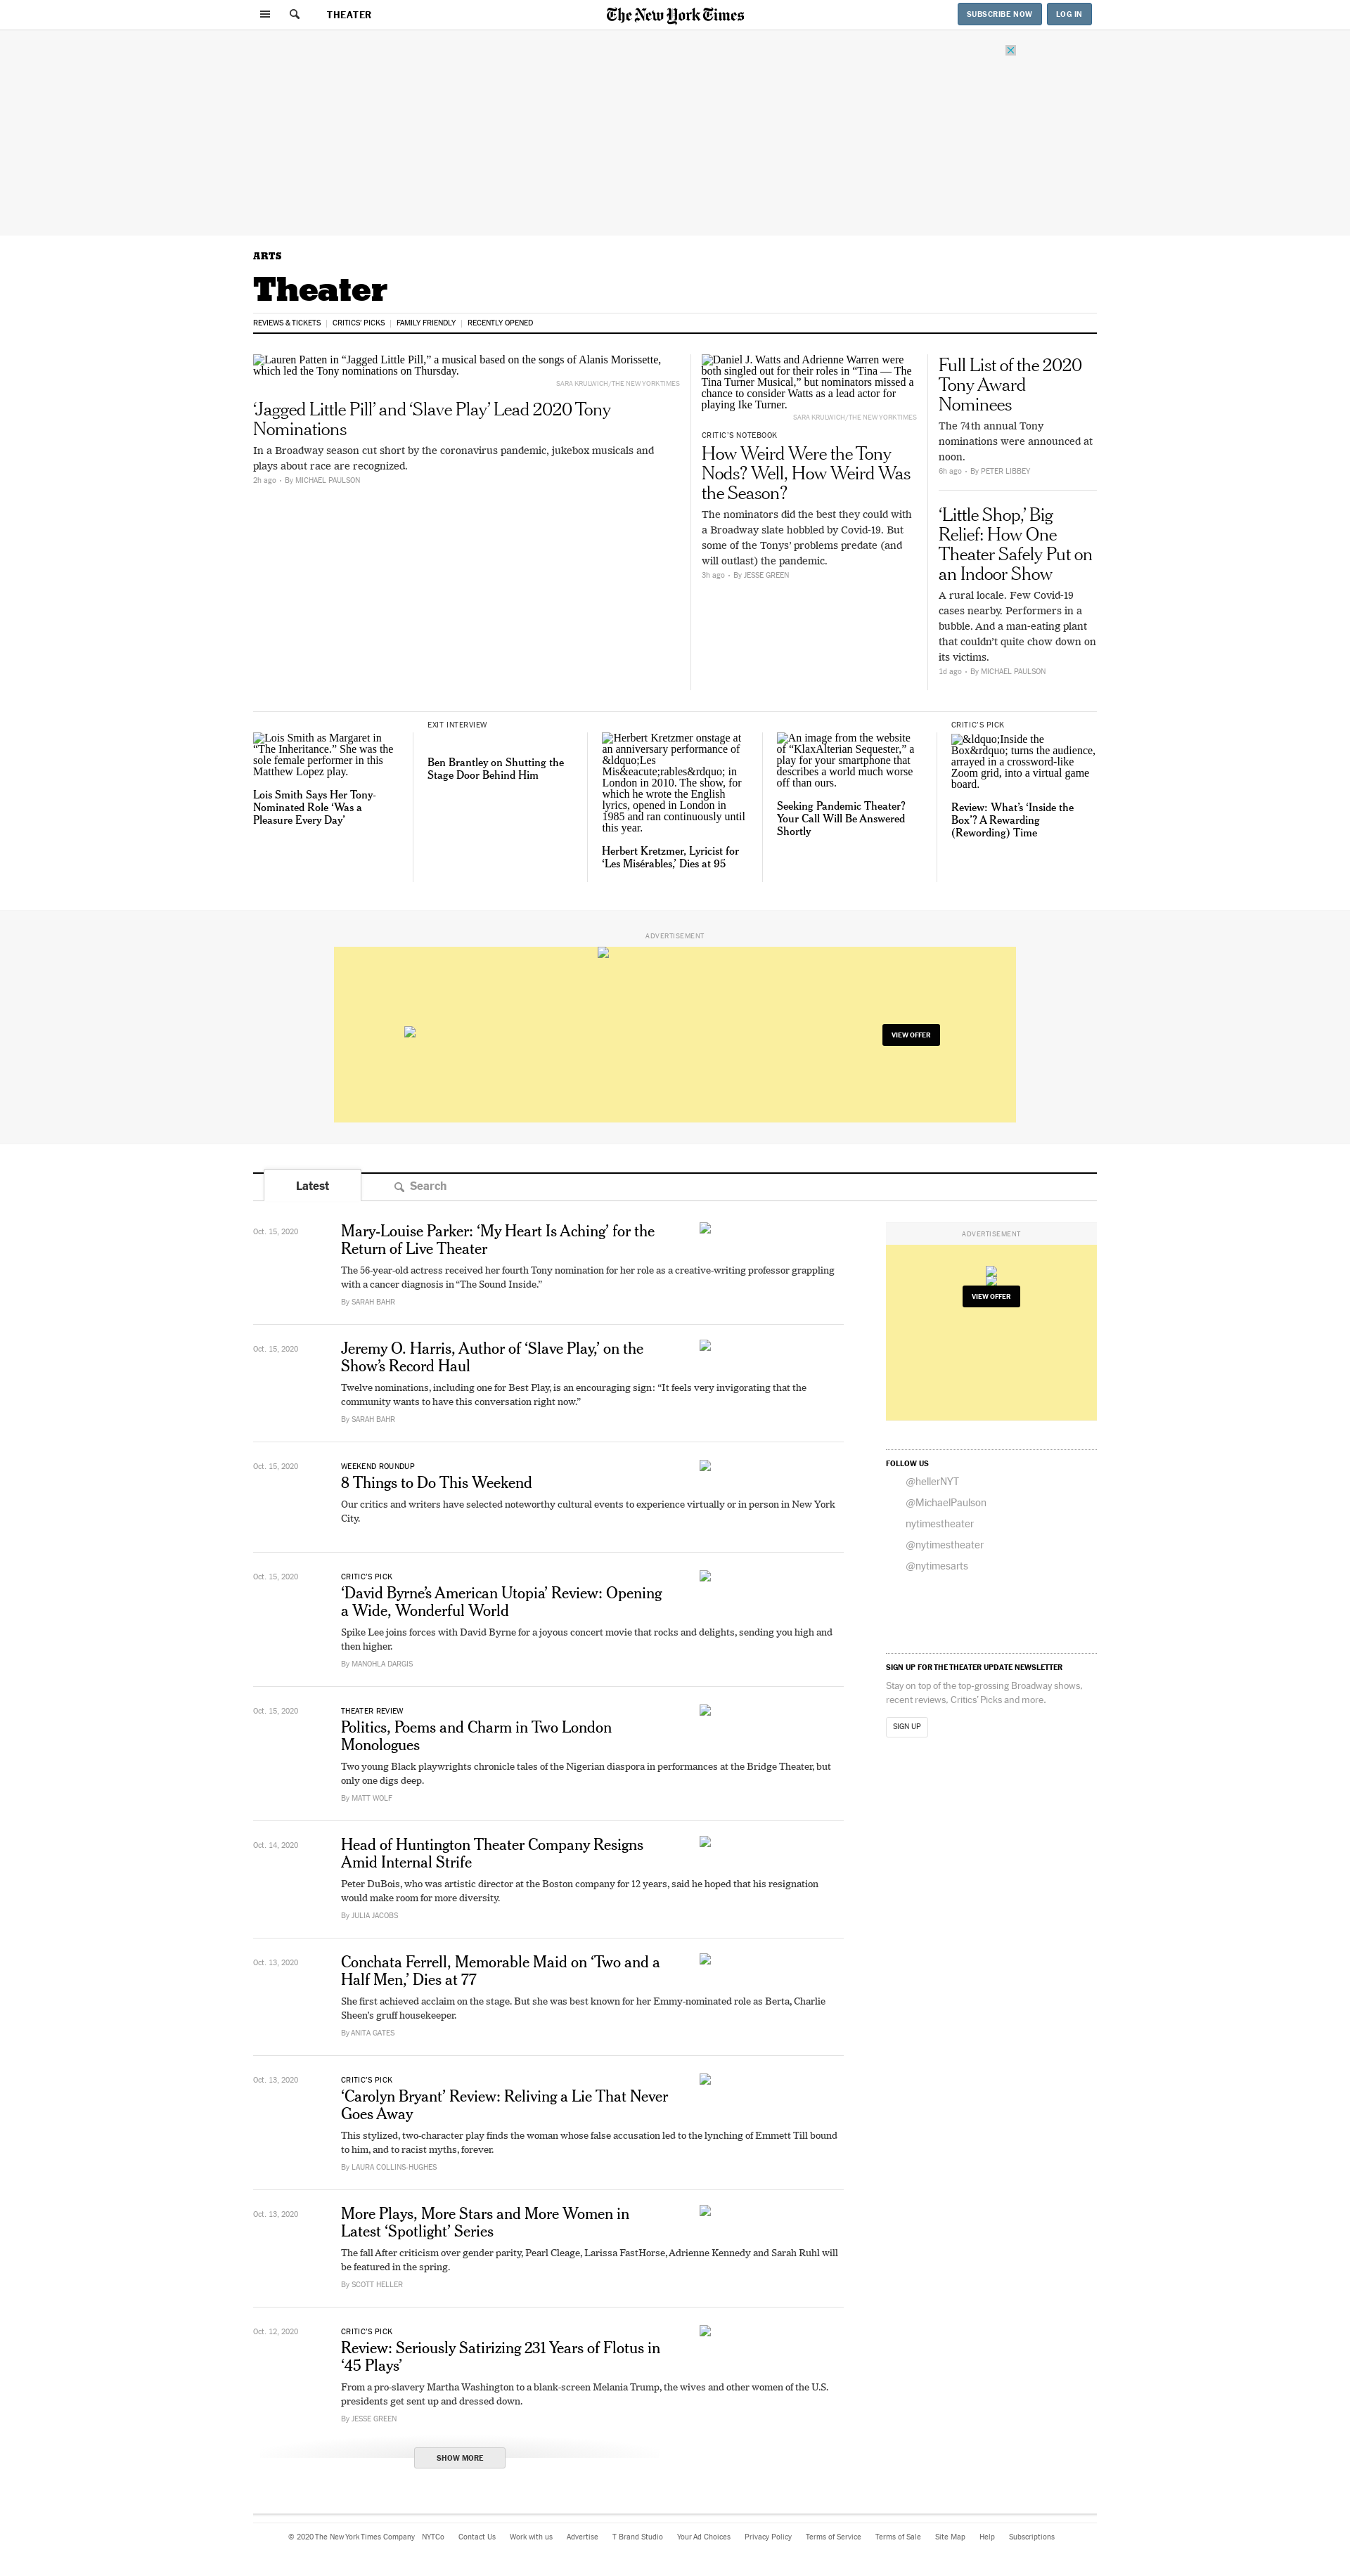 THEATER
The New York Times
SUBSCRIBE NOW
LOG IN
ARTS
Theater
REVIEWS & TICKETS
CRITICS' PICKS
FAMILY FRIENDLY
RECENTLY OPENED
Lauren Patten in “Jagged Little Pill,” a musical based on the songs of Alanis Morissette,
which led the Tony nominations on Thursday.
SARA KRULWICH/THE NEW YORK TIMES
‘Jagged Little Pill’ and ‘Slave Play’ Lead 2020 Tony
Nominations
In a Broadway season cut short by the coronavirus pandemic, jukebox musicals and
plays about race are recognized.
2h ago • By MICHAEL PAULSON
Daniel J. Watts and Adrienne Warren were
both singled out for their roles in “Tina — The
Tina Turner Musical,” but nominators missed a
chance to consider Watts as a lead actor for
playing Ike Turner.
SARA KRULWICH/THE NEW YORK TIMES
CRITIC’S NOTEBOOK
How Weird Were the Tony
Nods? Well, How Weird Was
the Season?
The nominators did the best they could with
a Broadway slate hobbled by Covid-19. But
some of the Tonys’ problems predate (and
will outlast) the pandemic.
3h ago • By JESSE GREEN
Full List of the 2020
Tony Award
Nominees
The 74th annual Tony
nominations were announced at
noon.
6h ago • By PETER LIBBEY
‘Little Shop,’ Big
Relief: How One
Theater Safely Put on
an Indoor Show
A rural locale. Few Covid-19
cases nearby. Performers in a
bubble. And a man-eating plant
that couldn’t quite chow down on
its victims.
1d ago • By MICHAEL PAULSON
Lois Smith as Margaret in
“The Inheritance.” She was the
sole female performer in this
Matthew Lopez play.
Lois Smith Says Her Tony-
Nominated Role ‘Was a
Pleasure Every Day’
EXIT INTERVIEW
Ben Brantley on Shutting the
Stage Door Behind Him
Herbert Kretzmer onstage at
an anniversary performance of
&ldquo;Les
Mis&eacute;rables&rdquo; in
London in 2010. The show, for
which he wrote the English
lyrics, opened in London in
1985 and ran continuously until
this year.
Herbert Kretzmer, Lyricist for
‘Les Misérables,’ Dies at 95
An image from the website
of “KlaxAlterian Sequester,” a
play for your smartphone that
describes a world much worse
off than ours.
Seeking Pandemic Theater?
Your Call Will Be Answered
Shortly
CRITIC’S PICK
&ldquo;Inside the
Box&rdquo; turns the audience,
arrayed in a crossword-like
Zoom grid, into a virtual game
board.
Review: What’s ‘Inside the
Box’? A Rewarding
(Rewording) Time
ADVERTISEMENT
VIEW OFFER
Latest
Search
Oct. 15, 2020
Mary-Louise Parker: ‘My Heart Is Aching’ for the
Return of Live Theater
The 56-year-old actress received her fourth Tony nomination for her role as a creative-writing professor grappling
with a cancer diagnosis in “The Sound Inside.”
By SARAH BAHR
Oct. 15, 2020
Jeremy O. Harris, Author of ‘Slave Play,’ on the
Show’s Record Haul
Twelve nominations, including one for Best Play, is an encouraging sign: “It feels very invigorating that the
community wants to have this conversation right now.”
By SARAH BAHR
Oct. 15, 2020
WEEKEND ROUNDUP
8 Things to Do This Weekend
Our critics and writers have selected noteworthy cultural events to experience virtually or in person in New York
City.
Oct. 15, 2020
CRITIC’S PICK
‘David Byrne’s American Utopia’ Review: Opening
a Wide, Wonderful World
Spike Lee joins forces with David Byrne for a joyous concert movie that rocks and delights, sending you high and
then higher.
By MANOHLA DARGIS
Oct. 15, 2020
THEATER REVIEW
Politics, Poems and Charm in Two London
Monologues
Two young Black playwrights chronicle tales of the Nigerian diaspora in performances at the Bridge Theater, but
only one digs deep.
By MATT WOLF
Oct. 14, 2020
Head of Huntington Theater Company Resigns
Amid Internal Strife
Peter DuBois, who was artistic director at the Boston company for 12 years, said he hoped that his resignation
would make room for more diversity.
By JULIA JACOBS
Oct. 13, 2020
Conchata Ferrell, Memorable Maid on ‘Two and a
Half Men,’ Dies at 77
She first achieved acclaim on the stage. But she was best known for her Emmy-nominated role as Berta, Charlie
Sheen’s gruff housekeeper.
By ANITA GATES
Oct. 13, 2020
CRITIC’S PICK
‘Carolyn Bryant’ Review: Reliving a Lie That Never
Goes Away
This stylized, two-character play finds the woman whose false accusation led to the lynching of Emmett Till bound
to him, and to racist myths, forever.
By LAURA COLLINS-HUGHES
Oct. 13, 2020
More Plays, More Stars and More Women in
Latest ‘Spotlight’ Series
The fall After criticism over gender parity, Pearl Cleage, Larissa FastHorse, Adrienne Kennedy and Sarah Ruhl will
be featured in the spring.
By SCOTT HELLER
Oct. 12, 2020
CRITIC’S PICK
Review: Seriously Satirizing 231 Years of Flotus in
‘45 Plays’
From a pro-slavery Martha Washington to a blank-screen Melania Trump, the wives and other women of the U.S.
presidents get sent up and dressed down.
By JESSE GREEN
SHOW MORE
ADVERTISEMENT
VIEW OFFER
FOLLOW US
@hellerNYT
@MichaelPaulson
nytimestheater
@nytimestheater
@nytimesarts
SIGN UP FOR THE THEATER UPDATE NEWSLETTER
Stay on top of the top-grossing Broadway shows,
recent reviews, Critics’ Picks and more.
SIGN UP
© 2020 The New York Times Company NYTCo Contact Us Work with us Advertise T Brand Studio Your Ad Choices Privacy Policy Terms of Service Terms of Sale Site Map Help Subscriptions